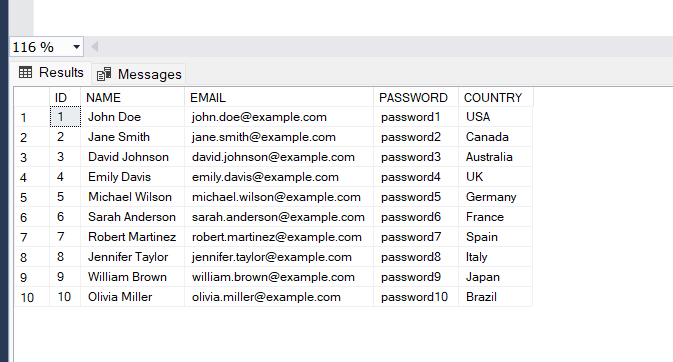 116 %
Results Messages
ID NAME EMAIL PASSWORD COUNTRY
1 1 John Doe john.doe@example.com password1 USA
2 2 Jane Smith jane.smith@example.com password2 Canada
3 3 David Johnson david.johnson@example.com password3 Australia
4 4 Emily Davis emily.davis@example.com password4 UK
5 5 Michael Wilson michael.wilson@example.com password5 Germany
6 6 Sarah Anderson sarah.anderson@example.com password6 France
7 7 Robert Martinez robert.martinez@example.com password7 Spain
8 8 Jennifer Taylor jennifer.taylor@example.com password8 Italy
9 9 William Brown william.brown@example.com password9 Japan
10 10 Olivia Miller olivia.miller@example.com password10 Brazil